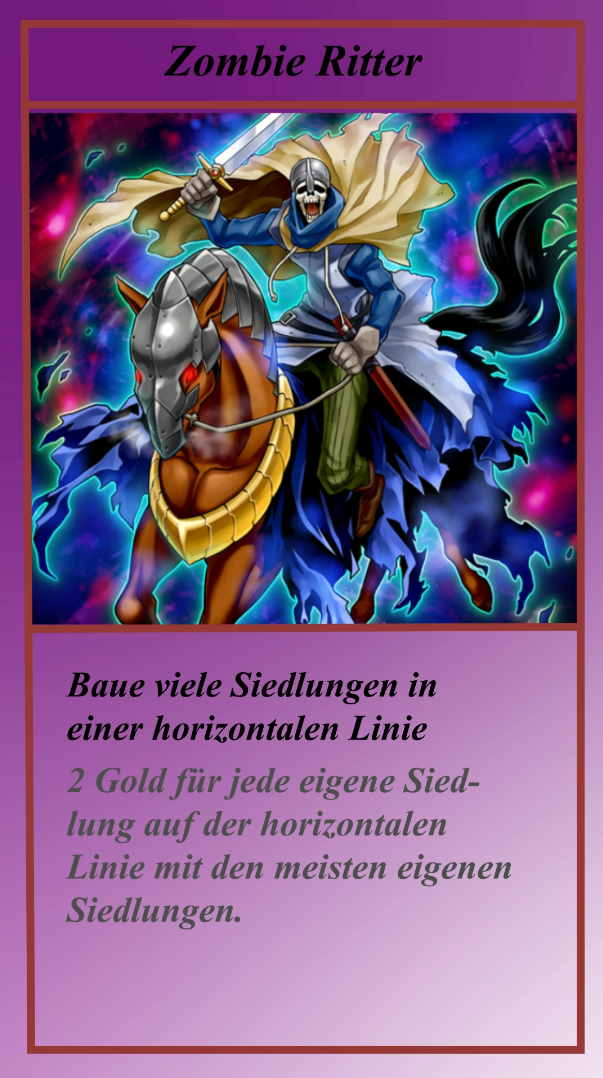 Zombie Ritter
Baue viele Siedlungen in
einer horizontalen Linie
2 Gold für jede eigene Sied-
lung auf der horizontalen
Linie mit den meisten eigenen
Siedlungen.